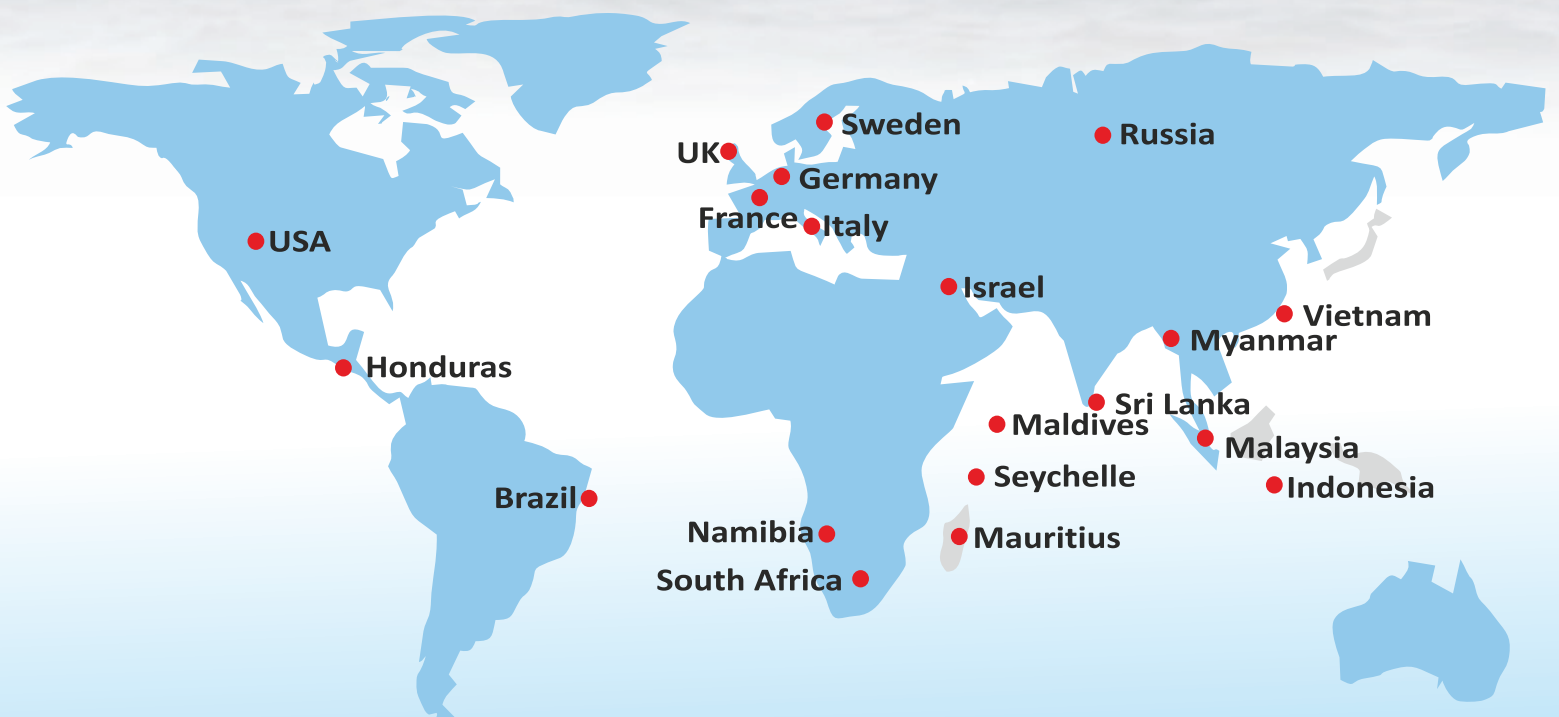 Sweden
Russia
UK
Germany
France
Italy
USA
Israel
Vietnam
Myanmar
Honduras
Sri Lanka
Maldives
Malaysia
Seychelle
Indonesia
Brazil
Namibia
Mauritius
South Africa